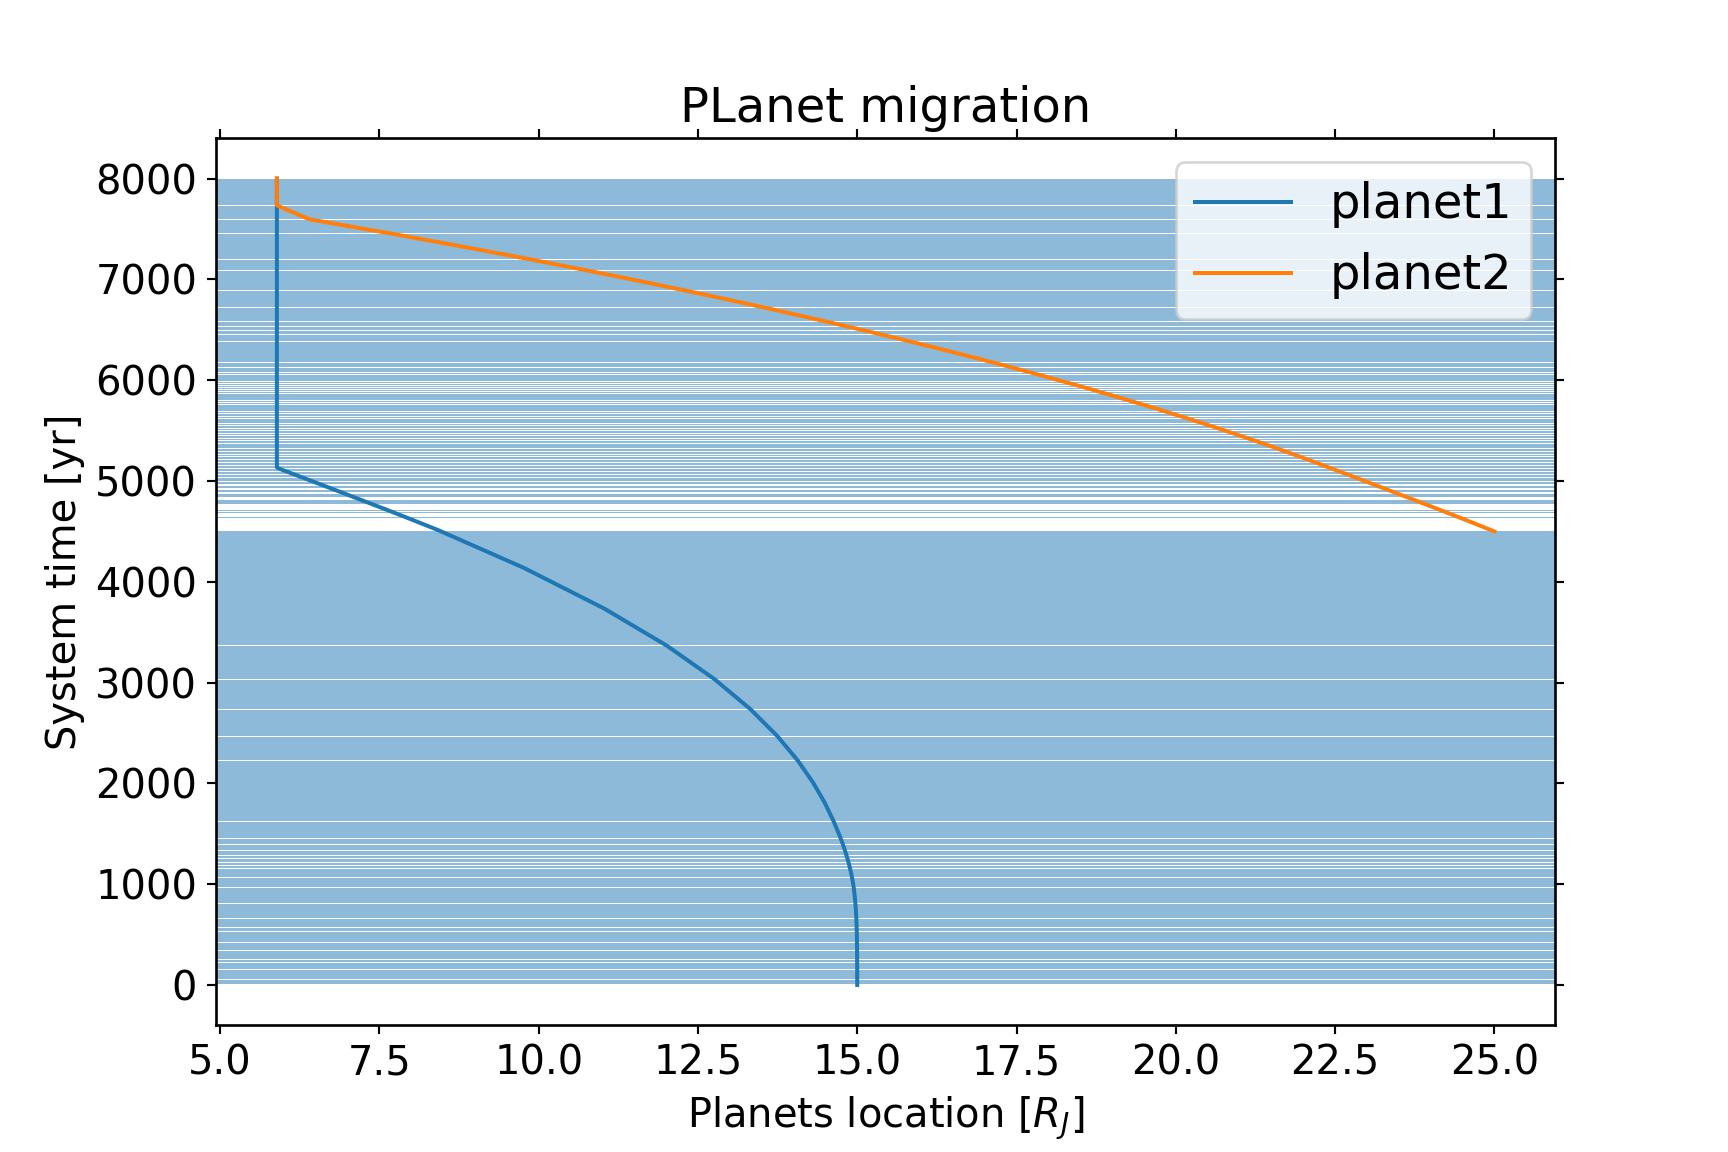 PLanet migration
planet1
planet2
8000
7000
6000
5000
4000
3000
2000
1000
0
System time [yr]
5.0 7.5 10.0 12.5 15.0 17.5 20.0 22.5 25.0
Planets location [R_J]